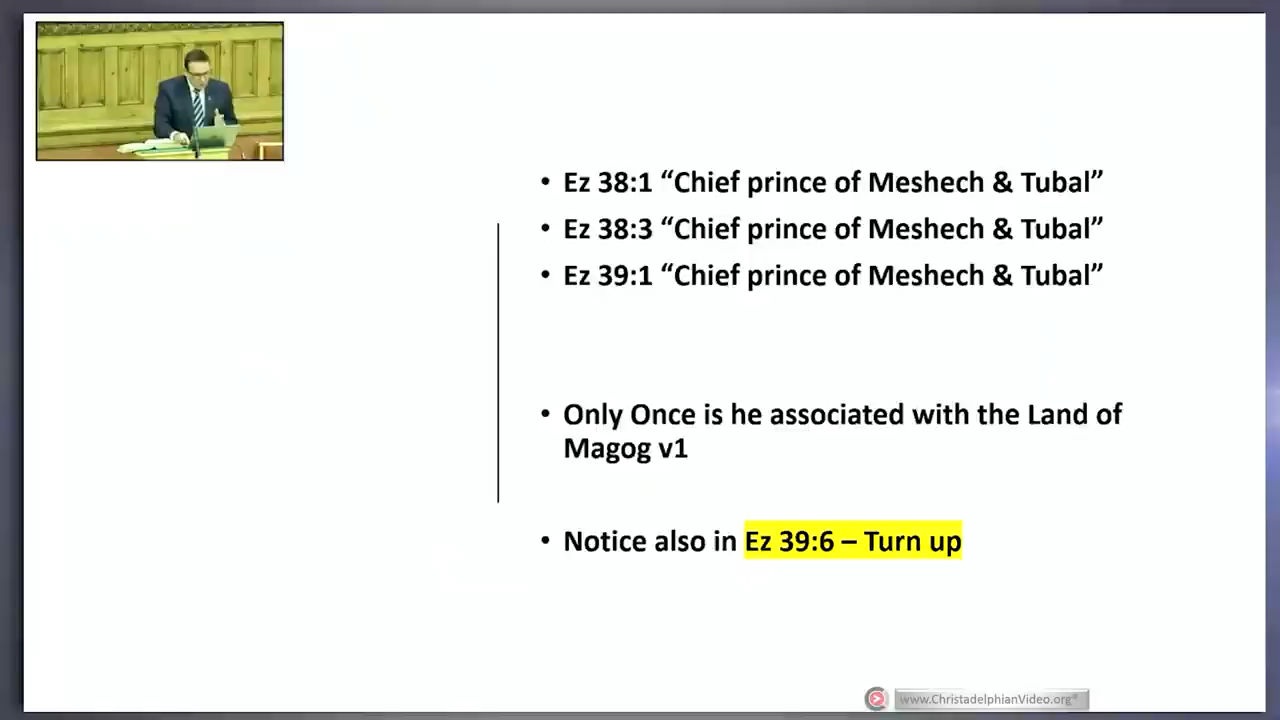 • Ez 38:1 “Chief prince of Meshech & Tubal”
• Ez 38:3 “Chief prince of Meshech & Tubal”
• Ez 39:1 “Chief prince of Meshech & Tubal”
• Only Once is he associated with the Land of
Magog v1
• Notice also in Ez 39:6 – Turn up
www.ChristadelphianVideo.org